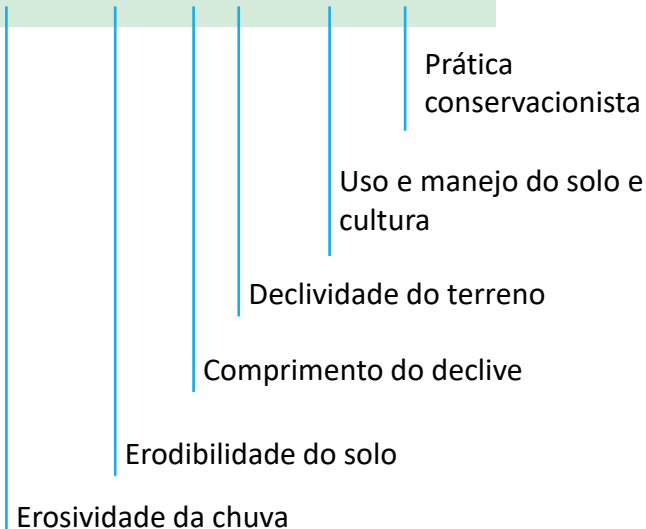 Prática
conservacionista
Uso e manejo do solo e
cultura
Declividade do terreno
Comprimento do declive
Erodibilidade do solo
Erosividade da chuva